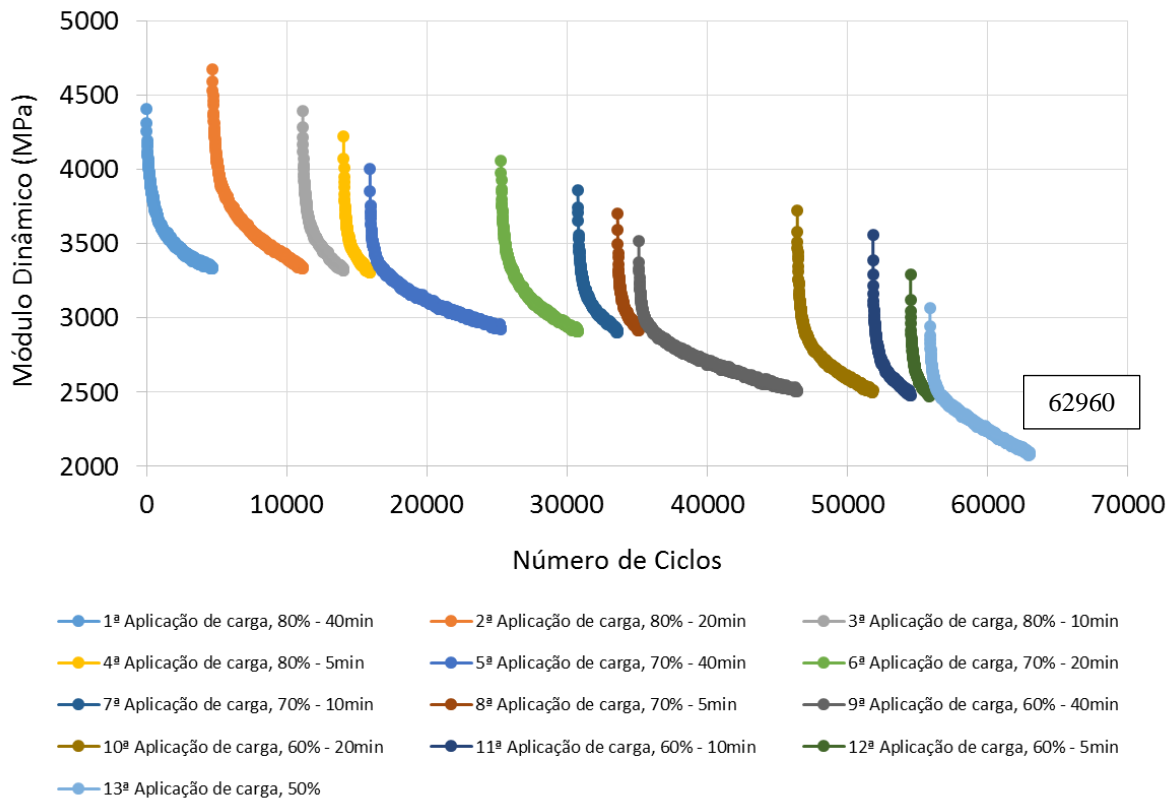 5000
4500
4000
3500
3000
2500
2000
Módulo Dinâmico (MPa)
62960
0 10000 20000 30000 40000 50000 60000 70000
Número de Ciclos
1ª Aplicação de carga, 80% - 40min 2ª Aplicação de carga, 80% - 20min 3ª Aplicação de carga, 80% - 10min
4ª Aplicação de carga, 80% - 5min 5ª Aplicação de carga, 70% - 40min 6ª Aplicação de carga, 70% - 20min
7ª Aplicação de carga, 70% - 10min 8ª Aplicação de carga, 70% - 5min 9ª Aplicação de carga, 60% - 40min
10ª Aplicação de carga, 60% - 20min 11ª Aplicação de carga, 60% - 10min 12ª Aplicação de carga, 60% - 5min
13ª Aplicação de carga, 50%